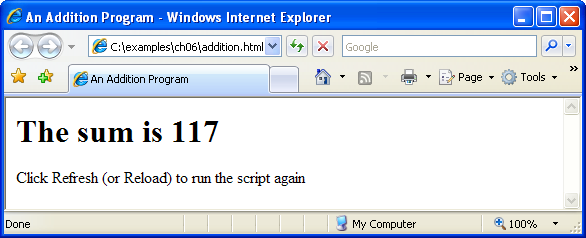 An Addition Program - Windows Internet Explorer
C:\examples\ch06\addition.html
Google
An Addition Program
Page
Tools
»
The sum is 117
Click Refresh (or Reload) to run the script again
Done
My Computer
100%